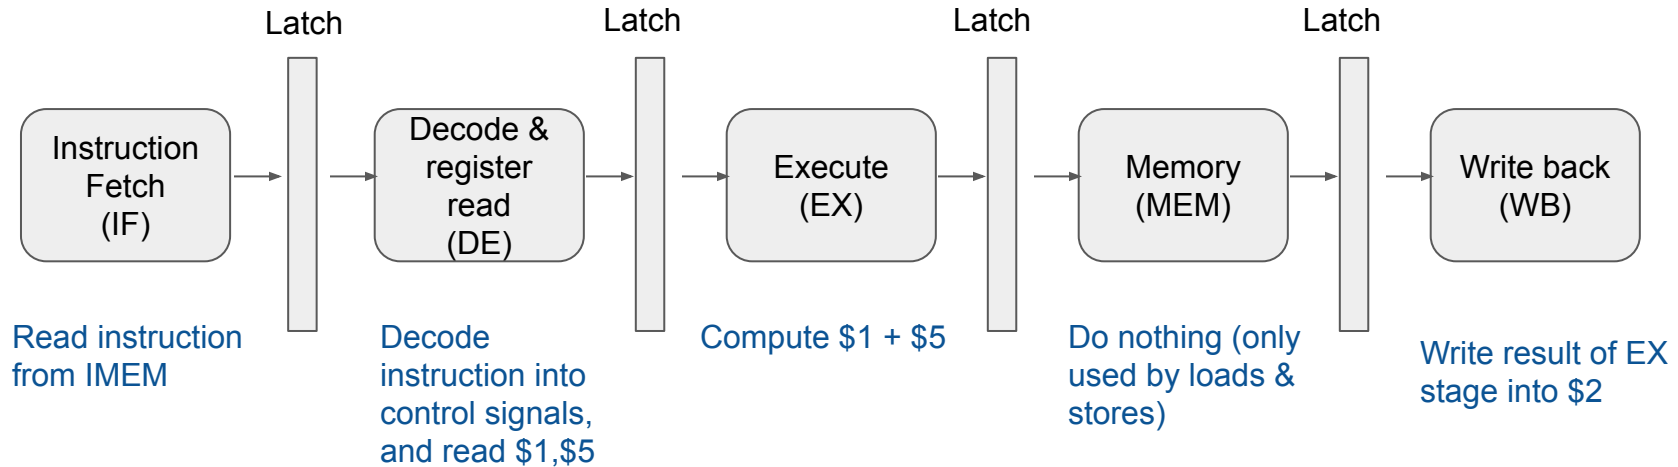 Latch
Latch
Latch
Latch
Instruction
Fetch
(IF)
Decode &
register
read
(DE)
Execute
(EX)
Memory
(MEM)
Write back
(WB)
Read instruction
from IMEM
Decode
instruction into
control signals,
and read $1,$5
Compute $1 + $5
Do nothing (only
used by loads &
stores)
Write result of EX
stage into $2